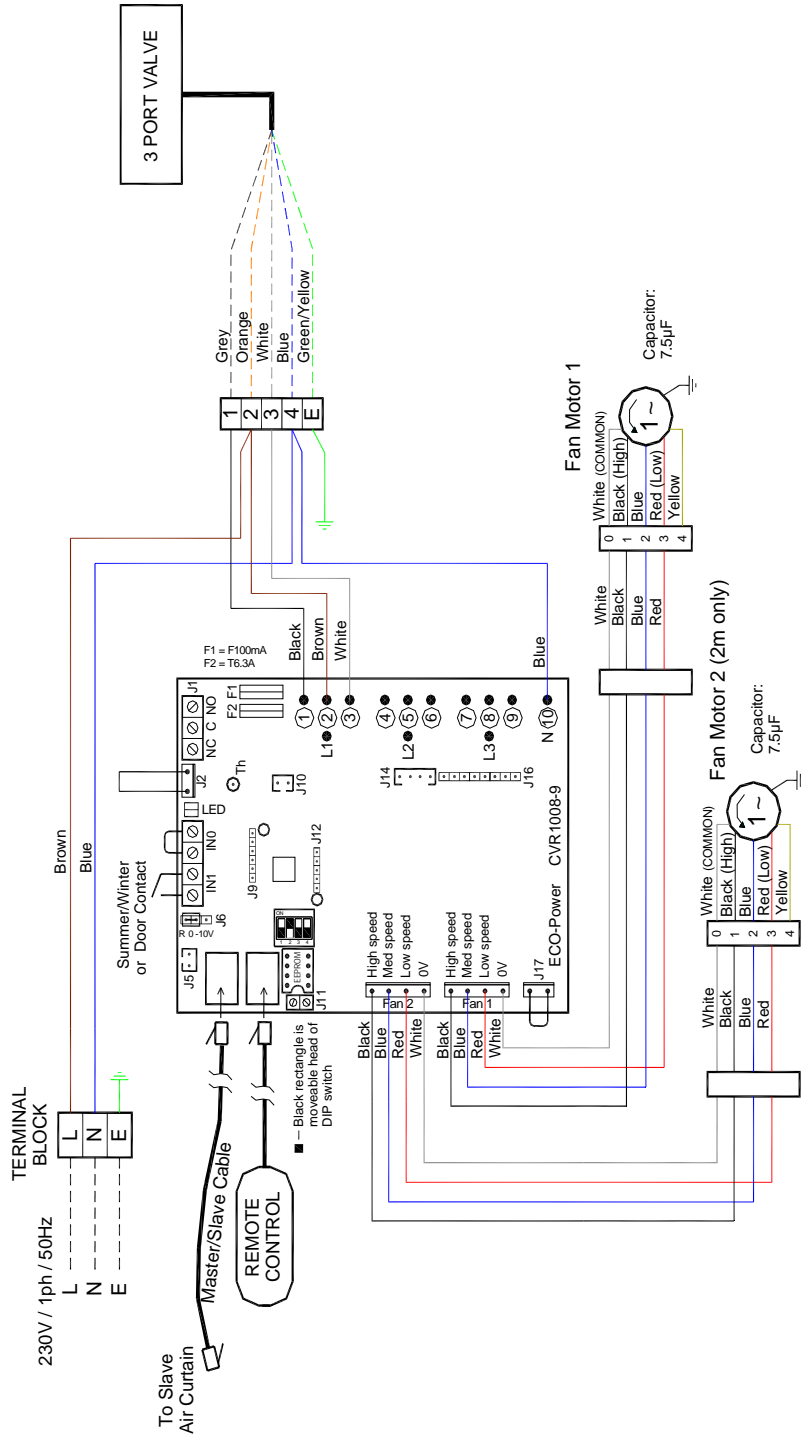 230V / 1ph / 50Hz
L
N
E
TERMINAL
BLOCK
L
N
E
Brown
Blue
To Slave
Air Curtain
Master/Slave Cable
REMOTE
CONTROL
■ – Black rectangle is
moveable head of
DIP switch
Summer/Winter
or Door Contact
J5
R 0 -10V
J6
IN1
IN0
LED
J2
NC C NO
J1
F2 F1
F1 = F100mA
F2 = T6.3A
Th
J10
J9
J12
ON
1 2 3 4
EEPROM
J11
J14
J16
1
2
3
4
5
6
7
8
9
N 10
L1
L2
L3
Black
Brown
White
Blue
ECO-Power CVR1008-9
High speed
Med speed
Low speed
0V
Fan 2
High speed
Med speed
Low speed
0V
Fan 1
J17
Black
Blue
Red
White
Black
Blue
Red
White
1
2
3
4
E
Grey
Orange
White
Blue
Green/Yellow
3 PORT VALVE
Fan Motor 1
White
Black
Blue
Red
0
1
2
3
4
White (COMMON)
Black (High)
Blue
Red (Low)
Yellow
1 ~
Capacitor:
7.5µF
Fan Motor 2 (2m only)
White
Black
Blue
Red
0
1
2
3
4
White (COMMON)
Black (High)
Blue
Red (Low)
Yellow
1 ~
Capacitor:
7.5µF